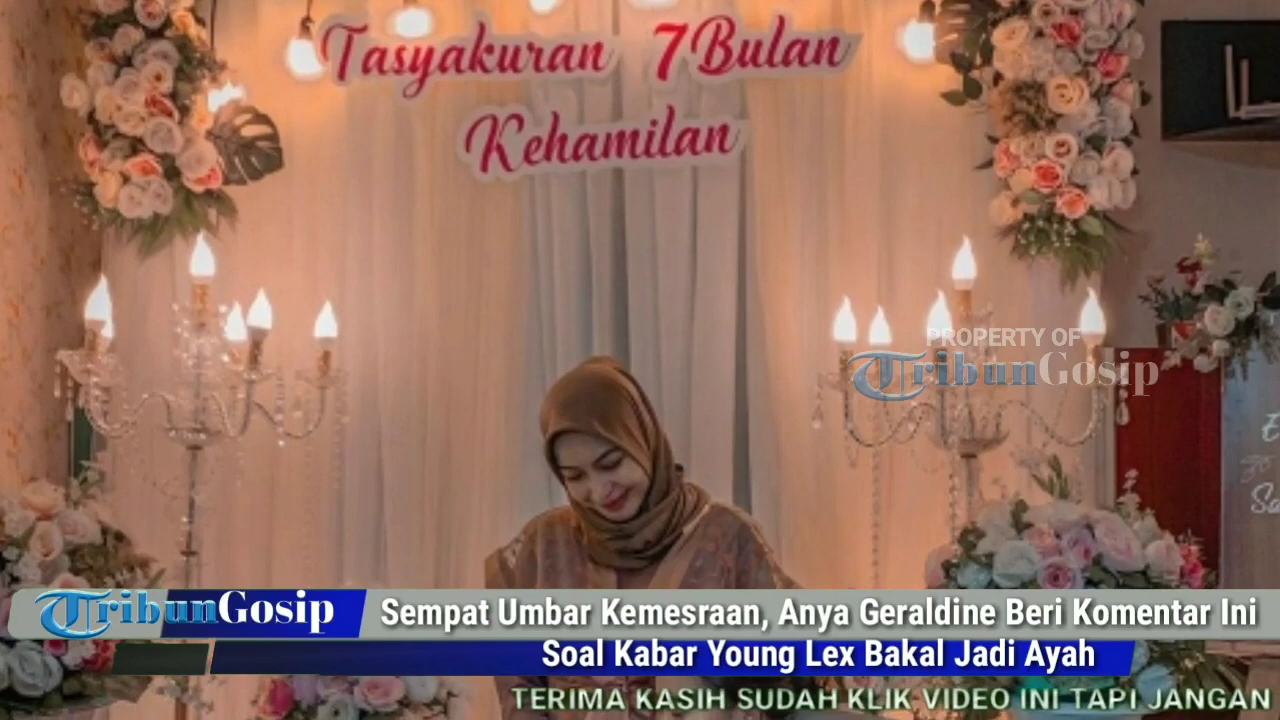 Tasyakuran 7Bulan
Kehamilan
PROPERTY OF
TribunGosip
TribunGosip
Sempat Umbar Kemesraan, Anya Geraldine Beri Komentar Ini
Soal Kabar Young Lex Bakal Jadi Ayah
TERIMA KASIH SUDAH KLIK VIDEO INI TAPI JANGAN